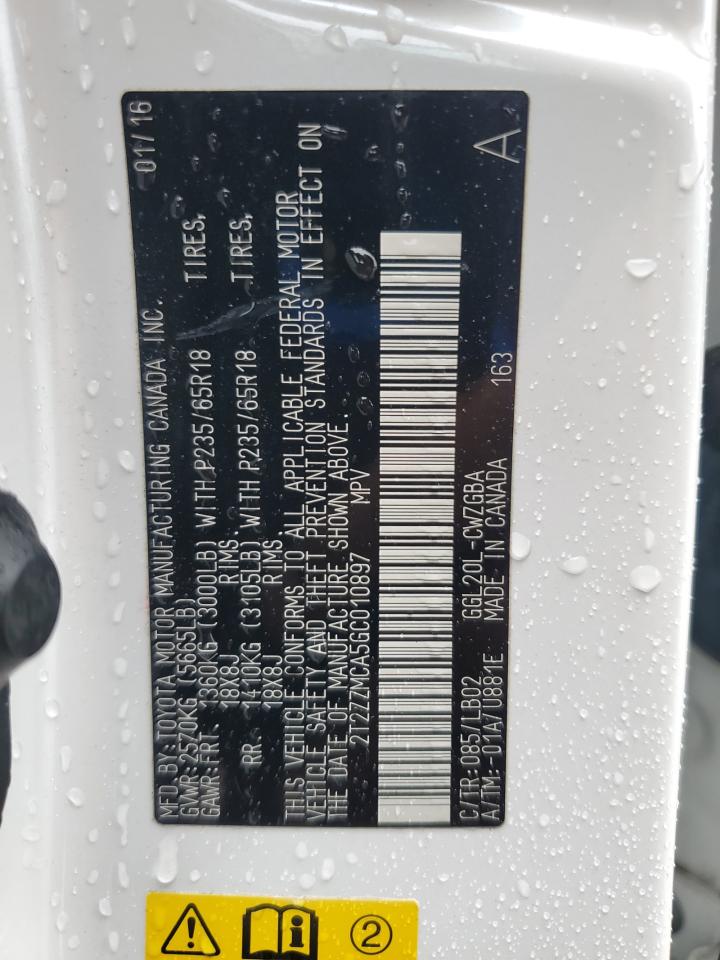 MFD.BY:TOYOTA MOTOR MANUFACTURING CANADA INC. 01/16
GVWR:2570KG (5665LB)
GAWR:FRT. 1360KG (3000LB) WITH P235/65R18 TIRES,
18X8J RIMS.
RR. 1410KG (3105LB) WITH P235/65R18 TIRES,
18X8J RIMS.
THIS VEHICLE CONFORMS TO ALL APPLICABLE FEDERAL MOTOR
VEHICLE SAFETY AND THEFT PREVENTION STANDARDS IN EFFECT ON
THE DATE OF MANUFACTURE SHOWN ABOVE.
2T2ZZMCA5GC010897 MPV
C/TR:0857LB02 GGL20L-CWZGBA A
A/TM:-01A/U881E MADE IN CANADA 163
2